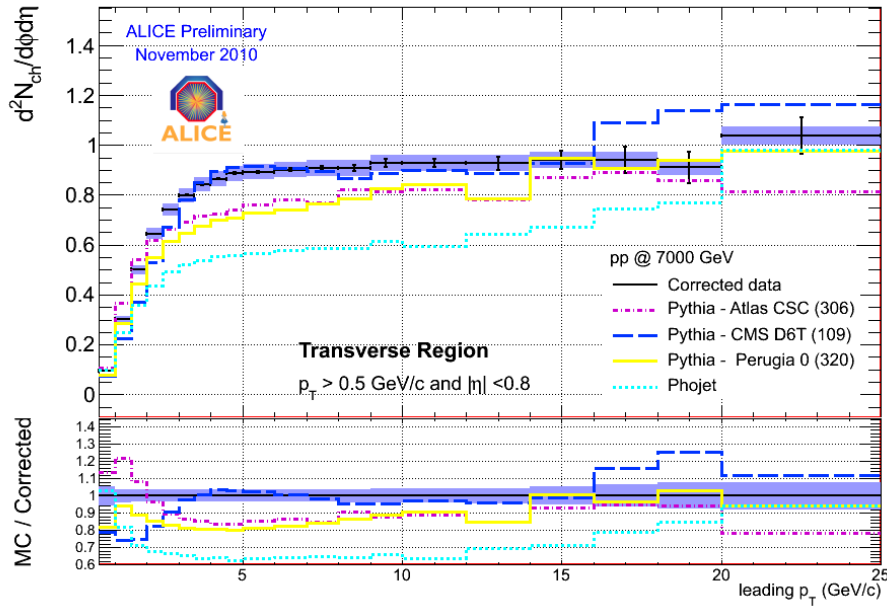 ALICE Preliminary
November 2010
ALICE
d²N_ch/dϕdη
1.4
1.2
1
0.8
0.6
0.4
0.2
0
pp @ 7000 GeV
Corrected data
Pythia - Atlas CSC (306)
Pythia - CMS D6T (109)
Pythia - Perugia 0 (320)
Phojet
Transverse Region
p_T > 0.5 GeV/c and |η| <0.8
MC / Corrected
1.4
1.3
1.2
1.1
1
0.9
0.8
0.7
0.6
5 10 15 20 25
leading p_T (GeV/c)